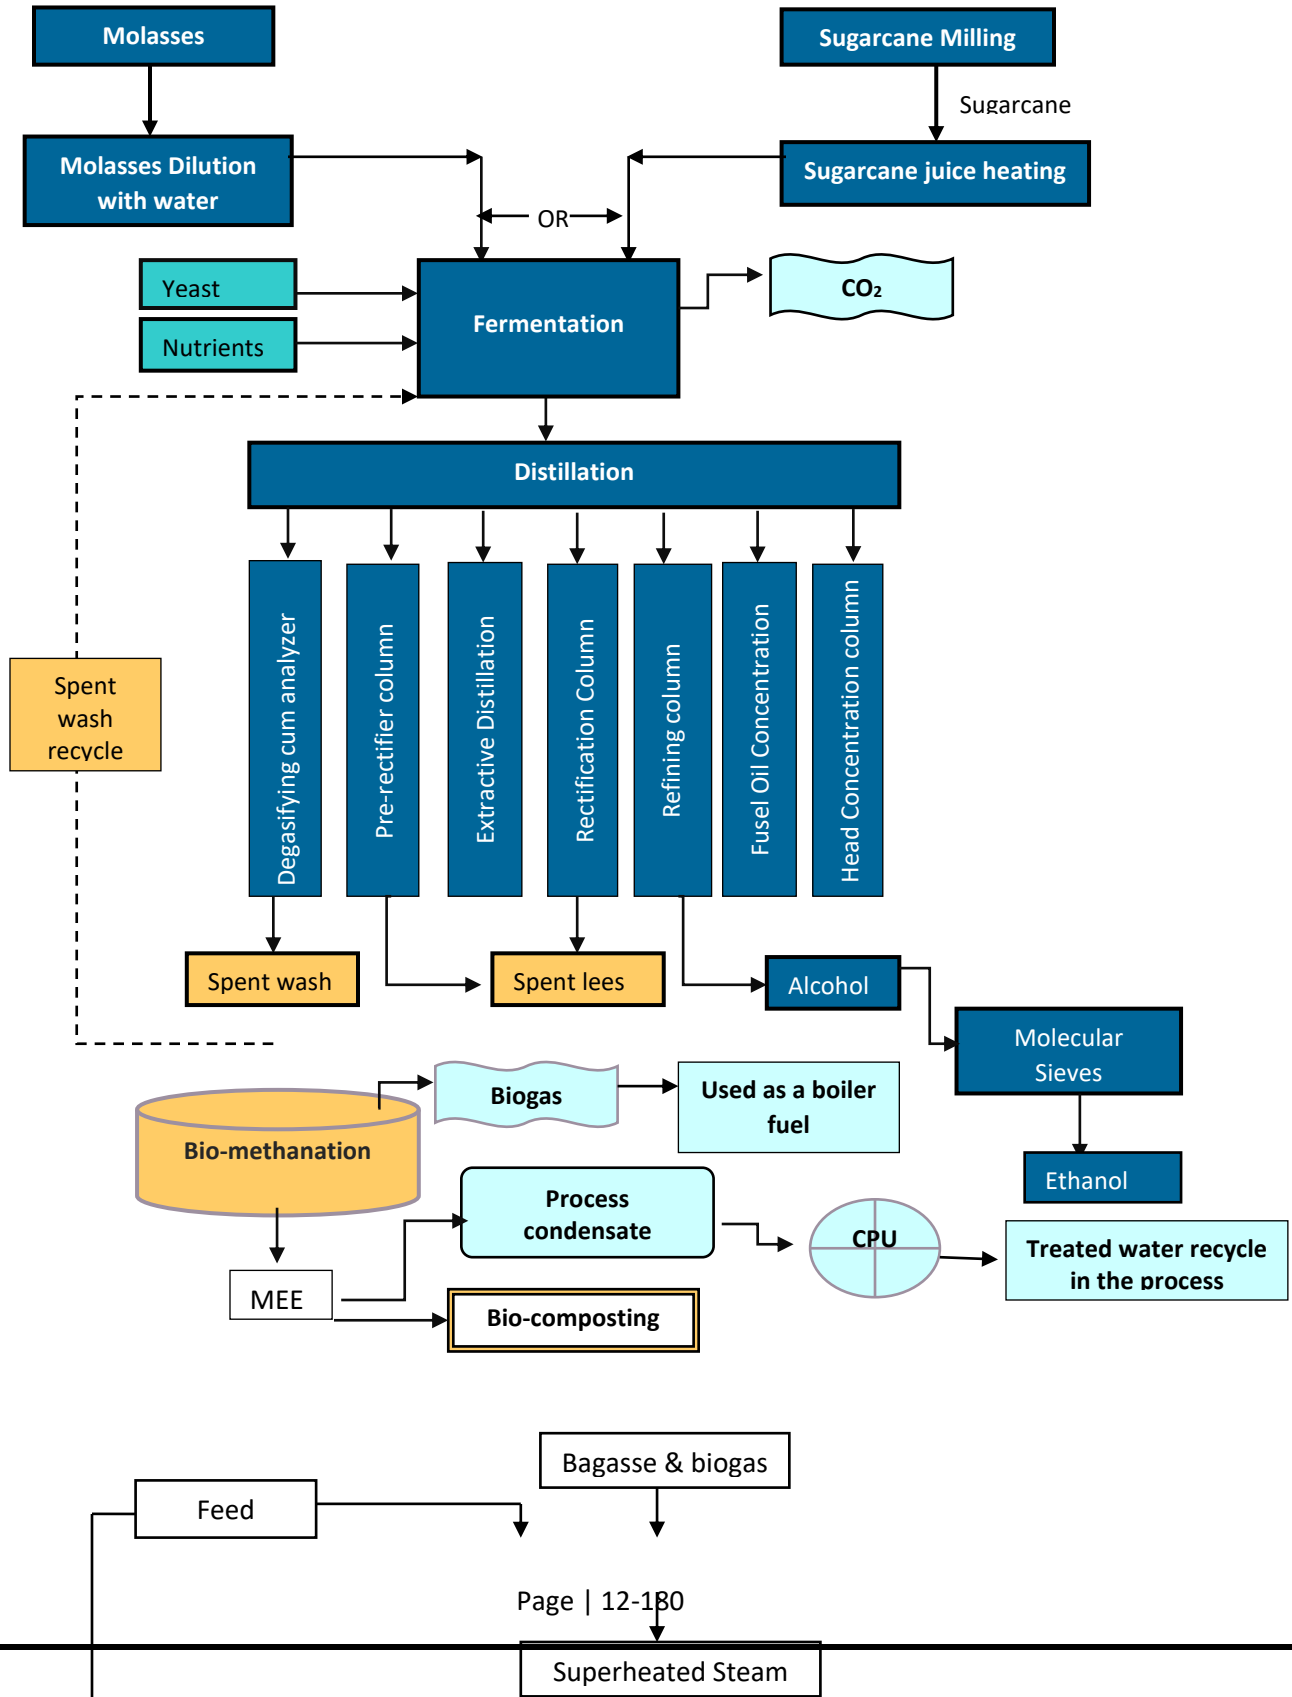 Molasses
Sugarcane Milling
Sugarcane
Molasses Dilution
with water
Sugarcane juice heating
OR
Yeast
Nutrients
Fermentation
CO₂
Distillation
Degasifying cum analyzer
Pre-rectifier column
Extractive Distillation
Rectification Column
Refining column
Fusel Oil Concentration
Head Concentration column
Spent
wash
recycle
Spent wash
Spent lees
Alcohol
Molecular
Sieves
Biogas
Used as a boiler
fuel
Bio-methanation
Ethanol
Process
condensate
CPU
Treated water recycle
in the process
MEE
Bio-composting
Bagasse & biogas
Feed
Page | 12-180
Superheated Steam